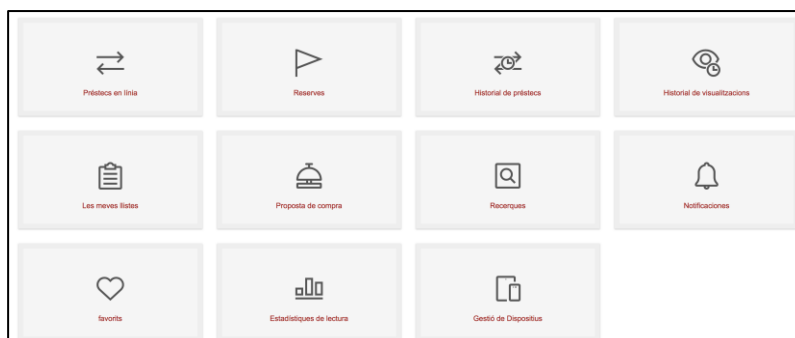 Préstecs en línia
Reserves
Historial de préstecs
Historial de visualitzacions
Les meves llistes
Proposta de compra
Recerques
Notificaciones
favorits
Estadístiques de lectura
Gestió de Dispositius